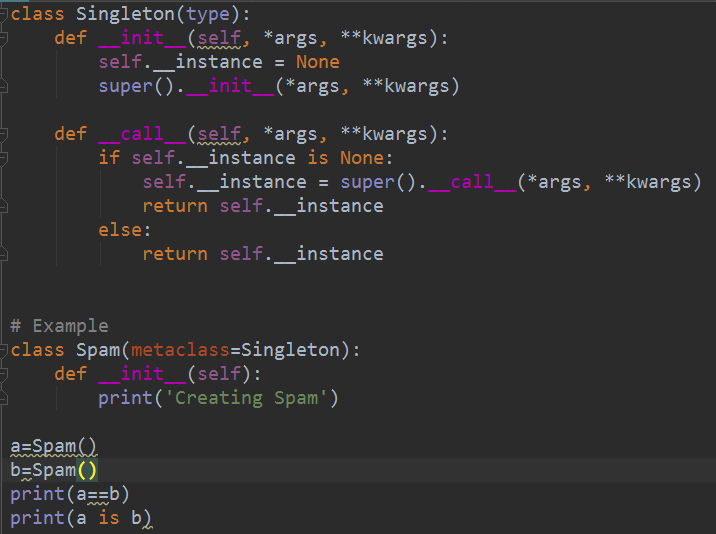 class Singleton(type):
    def __init__(self, *args, **kwargs):
        self.__instance = None
        super().__init__(*args, **kwargs)

    def __call__(self, *args, **kwargs):
        if self.__instance is None:
            self.__instance = super().__call__(*args, **kwargs)
            return self.__instance
        else:
            return self.__instance


# Example
class Spam(metaclass=Singleton):
    def __init__(self):
        print('Creating Spam')

a=Spam()
b=Spam()
print(a==b)
print(a is b)